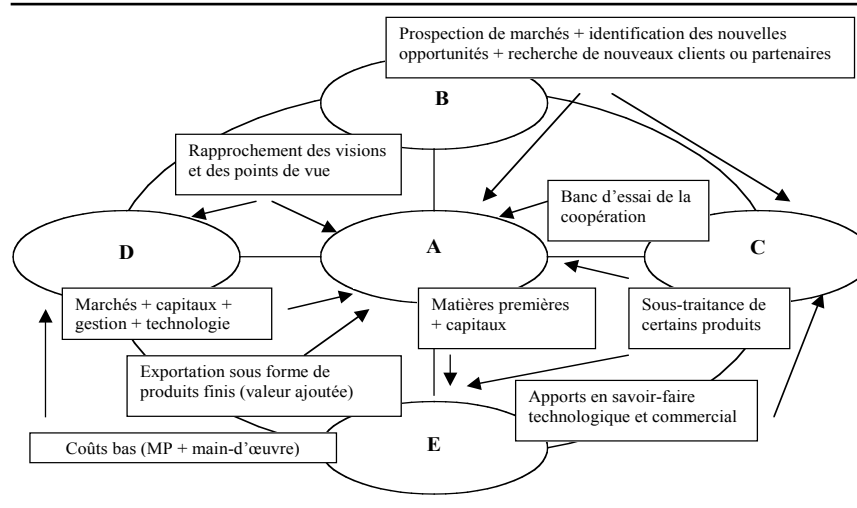 Prospection de marchés + identification des nouvelles
opportunités + recherche de nouveaux clients ou partenaires
B
Rapprochement des visions
et des points de vue
Banc d’essai de la
coopération
D
A
C
Marchés + capitaux +
gestion + technologie
Matières premières
+ capitaux
Sous-traitance de
certains produits
Exportation sous forme de
produits finis (valeur ajoutée)
Apports en savoir-faire
technologique et commercial
Coûts bas (MP + main-d’œuvre)
E